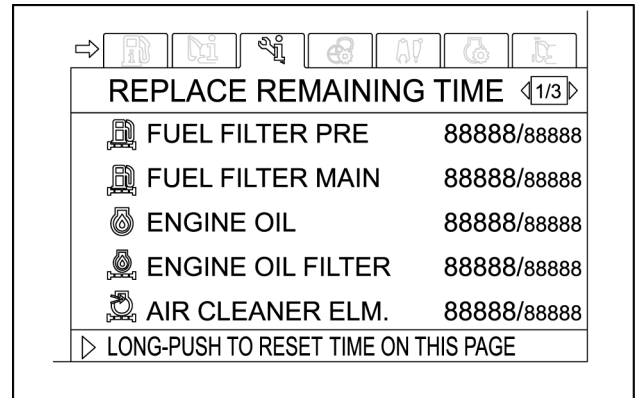 REPLACE REMAINING TIME 1/3
FUEL FILTER PRE 88888/88888
FUEL FILTER MAIN 88888/88888
ENGINE OIL 88888/88888
ENGINE OIL FILTER 88888/88888
AIR CLEANER ELM. 88888/88888
LONG-PUSH TO RESET TIME ON THIS PAGE